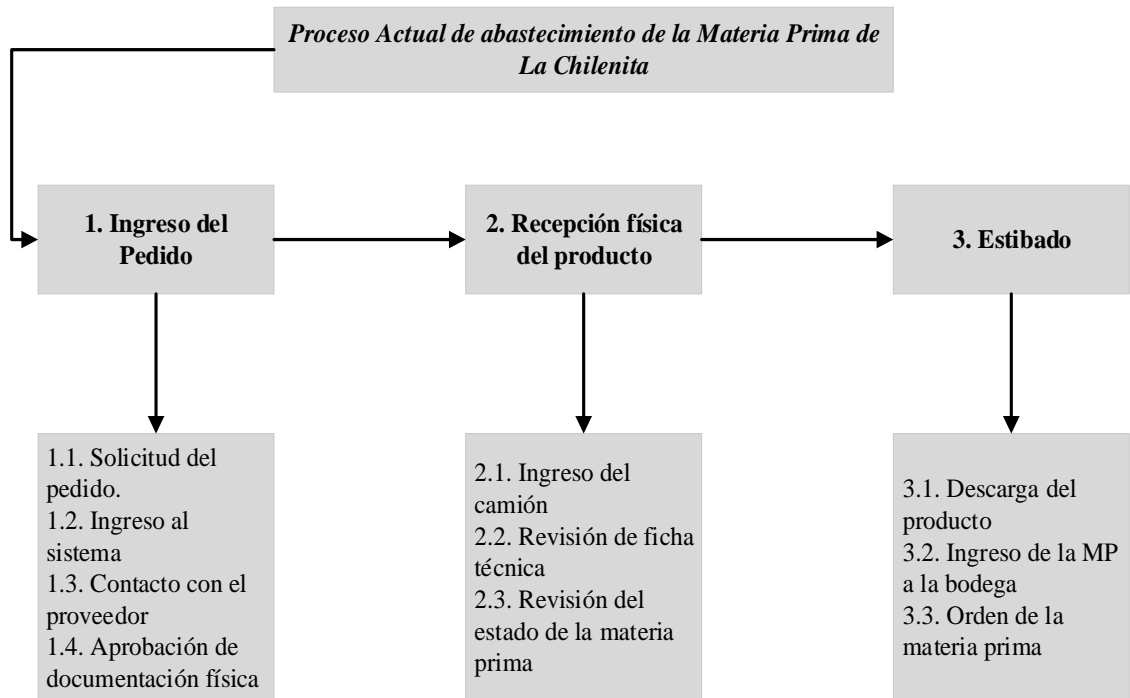 Proceso Actual de abastecimiento de la Materia Prima de
La Chilenita
1. Ingreso del
Pedido
2. Recepción física
del producto
3. Estibado
1.1. Solicitud del
pedido.
1.2. Ingreso al
sistema
1.3. Contacto con el
proveedor
1.4. Aprobación de
documentación física
2.1. Ingreso del
camión
2.2. Revisión de ficha
técnica
2.3. Revisión del
estado de la materia
prima
3.1. Descarga del
producto
3.2. Ingreso de la MP
a la bodega
3.3. Orden de la
materia prima